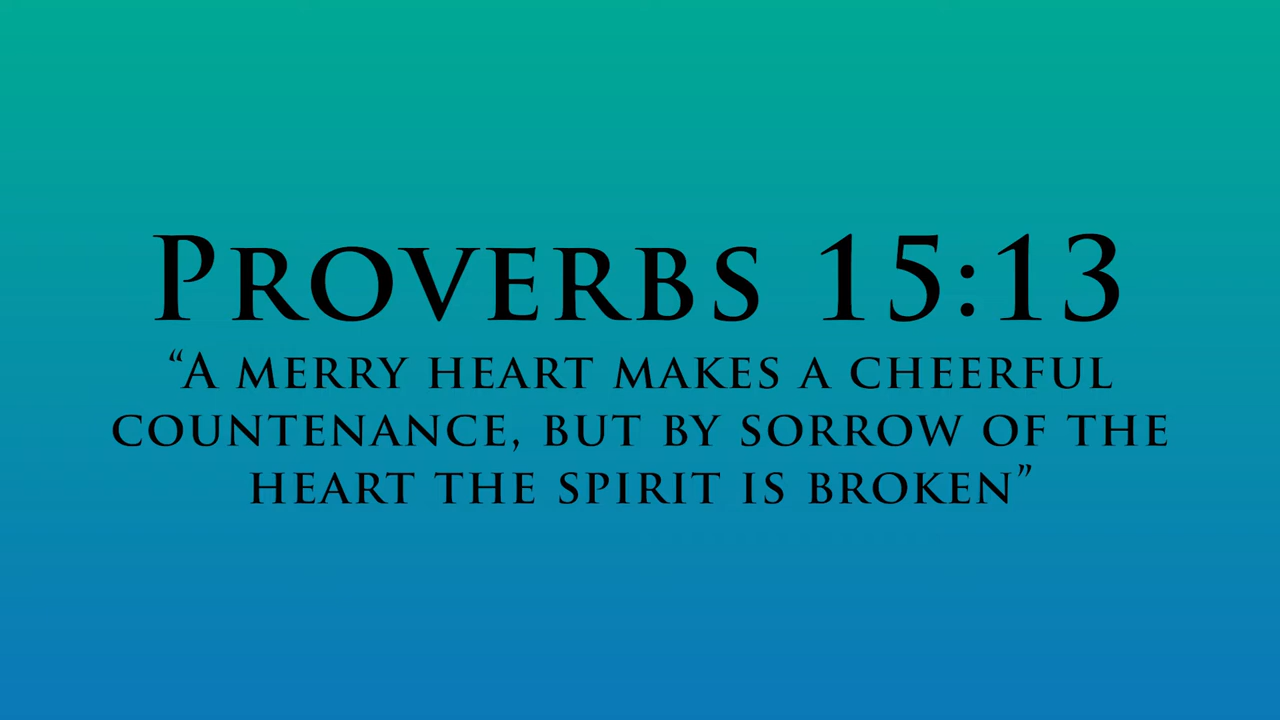 Proverbs 15:13
“A merry heart makes a cheerful
countenance, but by sorrow of the
heart the spirit is broken”